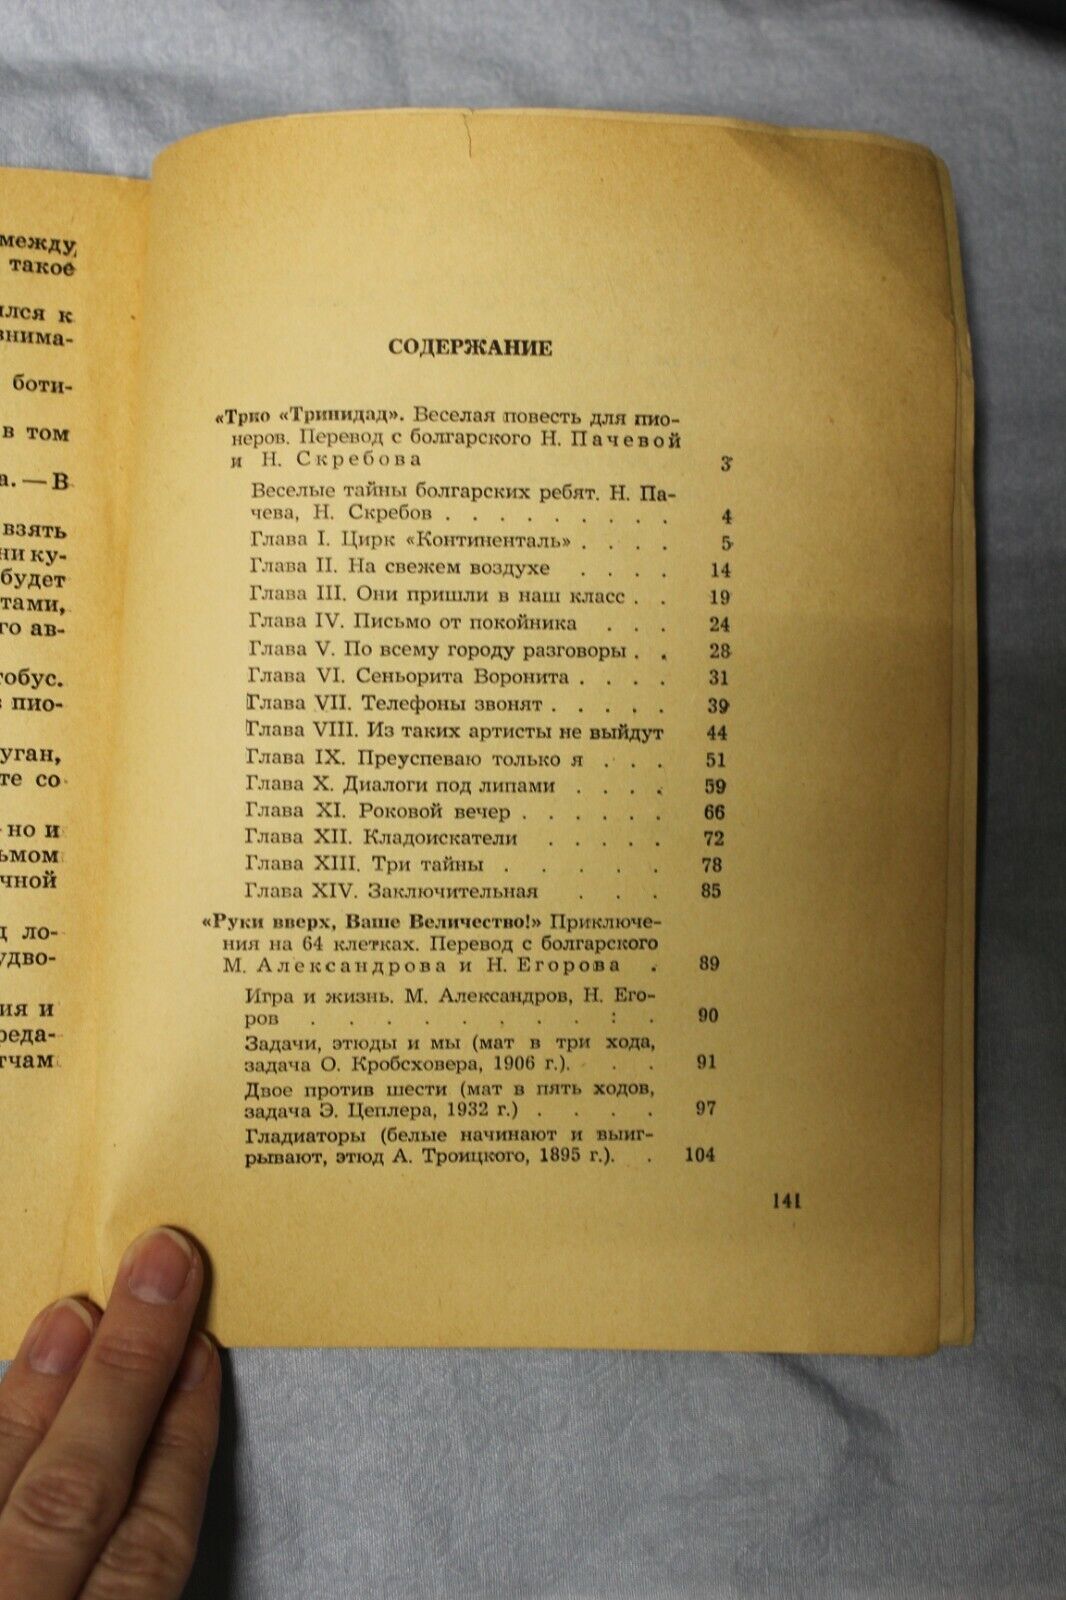 между
такое
ился к
внима-
боти-
в том
а. — В
взять
ни ку-
будет
тами,
го ав-
тобус.
в пио-
уган,
те со
но и
ьмом
чной
д ло-
удво-
ия и
реда-
тчам
СОДЕРЖАНИЕ
«Трио «Тринидад». Веселая повесть для пио-
неров. Перевод с болгарского Н. Пачевой
и Н. Скребова 3
Веселые тайны болгарских ребят. Н. Па-
чева, Н. Скребов . . . . . . . . . 4
Глава I. Цирк «Континенталь» . . . . 5
Глава II. На свежем воздухе . . . . 14
Глава III. Они пришли в наш класс . . 19
Глава IV. Письмо от покойника . . . 24
Глава V. По всему городу разговоры . . 28
Глава VI. Сеньорита Воронита . . . . 31
Глава VII. Телефоны звонят . . . . . 39
Глава VIII. Из таких артисты не выйдут 44
Глава IX. Преуспеваю только я . . . 51
Глава X. Диалоги под липами . . . . 59
Глава XI. Роковой вечер . . . . . . 66
Глава XII. Кладоискатели . . . . . 72
Глава XIII. Три тайны . . . . . . 78
Глава XIV. Заключительная . . . 85
«Руки вверх, Ваше Величество!» Приключе-
ния на 64 клетках. Перевод с болгарского
М. Александрова и Н. Егорова . 89
Игра и жизнь. М. Александров, Н. Его-
ров . . . . . . . . : . 90
Задачи, этюды и мы (мат в три хода,
задача О. Кробсховера, 1906 г.). . . 91
Двое против шести (мат в пять ходов,
задача Э. Цеплера, 1932 г.) . . . . 97
Гладиаторы (белые начинают и выиг-
рывают, этюд А. Троицкого, 1895 г.). . 104
141